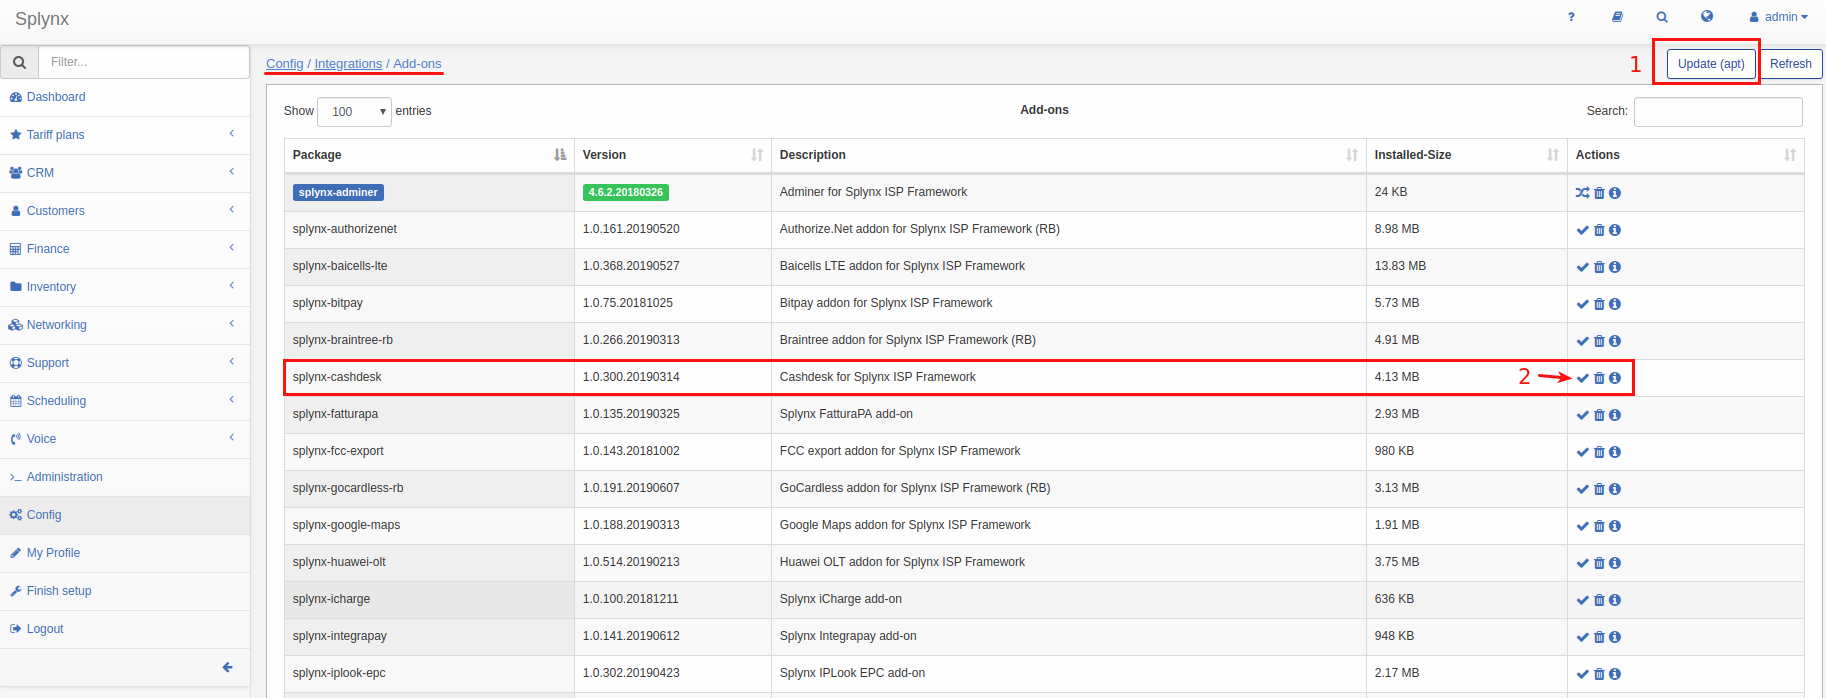 Splynx
? admin
Filter...
Config / Integrations / Add-ons
1 Update (apt) Refresh
Dashboard
Tariff plans
CRM
Customers
Finance
Inventory
Networking
Support
Scheduling
Voice
Administration
Config
My Profile
Finish setup
Logout
Show 100 entries
Add-ons
Search:
Package Version Description Installed-Size Actions
splynx-adminer 4.6.2.20180326 Adminer for Splynx ISP Framework 24 KB
splynx-authorizenet 1.0.161.20190520 Authorize.Net addon for Splynx ISP Framework (RB) 8.98 MB
splynx-baicells-lte 1.0.368.20190527 Baicells LTE addon for Splynx ISP Framework 13.83 MB
splynx-bitpay 1.0.75.20181025 Bitpay addon for Splynx ISP Framework 5.73 MB
splynx-braintree-rb 1.0.266.20190313 Braintree addon for Splynx ISP Framework (RB) 4.91 MB
splynx-cashdesk 1.0.300.20190314 Cashdesk for Splynx ISP Framework 4.13 MB 2
splynx-fatturapa 1.0.135.20190325 Splynx FatturaPA add-on 2.93 MB
splynx-fcc-export 1.0.143.20181002 FCC export addon for Splynx ISP Framework 980 KB
splynx-gocardless-rb 1.0.191.20190607 GoCardless addon for Splynx ISP Framework (RB) 3.13 MB
splynx-google-maps 1.0.188.20190313 Google Maps addon for Splynx ISP Framework 1.91 MB
splynx-huawei-olt 1.0.514.20190213 Huawei OLT addon for Splynx ISP Framework 3.75 MB
splynx-icharge 1.0.100.20181211 Splynx iCharge add-on 636 KB
splynx-integrapay 1.0.141.20190612 Splynx Integrapay add-on 948 KB
splynx-iplook-epc 1.0.302.20190423 Splynx IPLook EPC add-on 2.17 MB